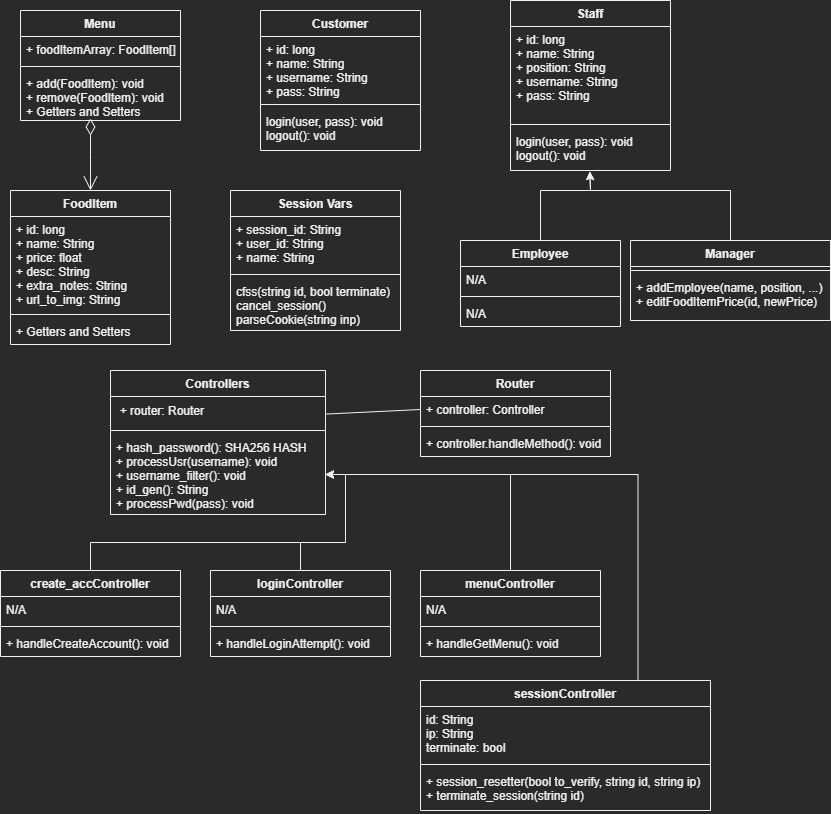 Menu
+ foodItemArray: FoodItem[]
+ add(FoodItem): void
+ remove(FoodItem): void
+ Getters and Setters
Customer
+ id: long
+ name: String
+ username: String
+ pass: String
login(user, pass): void
logout(): void
Staff
+ id: long
+ name: String
+ position: String
+ username: String
+ pass: String
login(user, pass): void
logout(): void
FoodItem
+ id: long
+ name: String
+ price: float
+ desc: String
+ extra_notes: String
+ url_to_img: String
+ Getters and Setters
Session Vars
+ session_id: String
+ user_id: String
+ name: String
cfss(string id, bool terminate)
cancel_session()
parseCookie(string inp)
Employee
N/A
N/A
Manager
+ addEmployee(name, position, ...)
+ editFoodItemPrice(id, newPrice)
Controllers
+ router: Router
+ hash_password(): SHA256 HASH
+ processUsr(username): void
+ username_filter(): void
+ id_gen(): String
+ processPwd(pass): void
Router
+ controller: Controller
+ controller.handleMethod(): void
create_accController
N/A
+ handleCreateAccount(): void
loginController
N/A
+ handleLoginAttempt(): void
menuController
N/A
+ handleGetMenu(): void
sessionController
id: String
ip: String
terminate: bool
+ session_resetter(bool to_verify, string id, string ip)
+ terminate_session(string id)